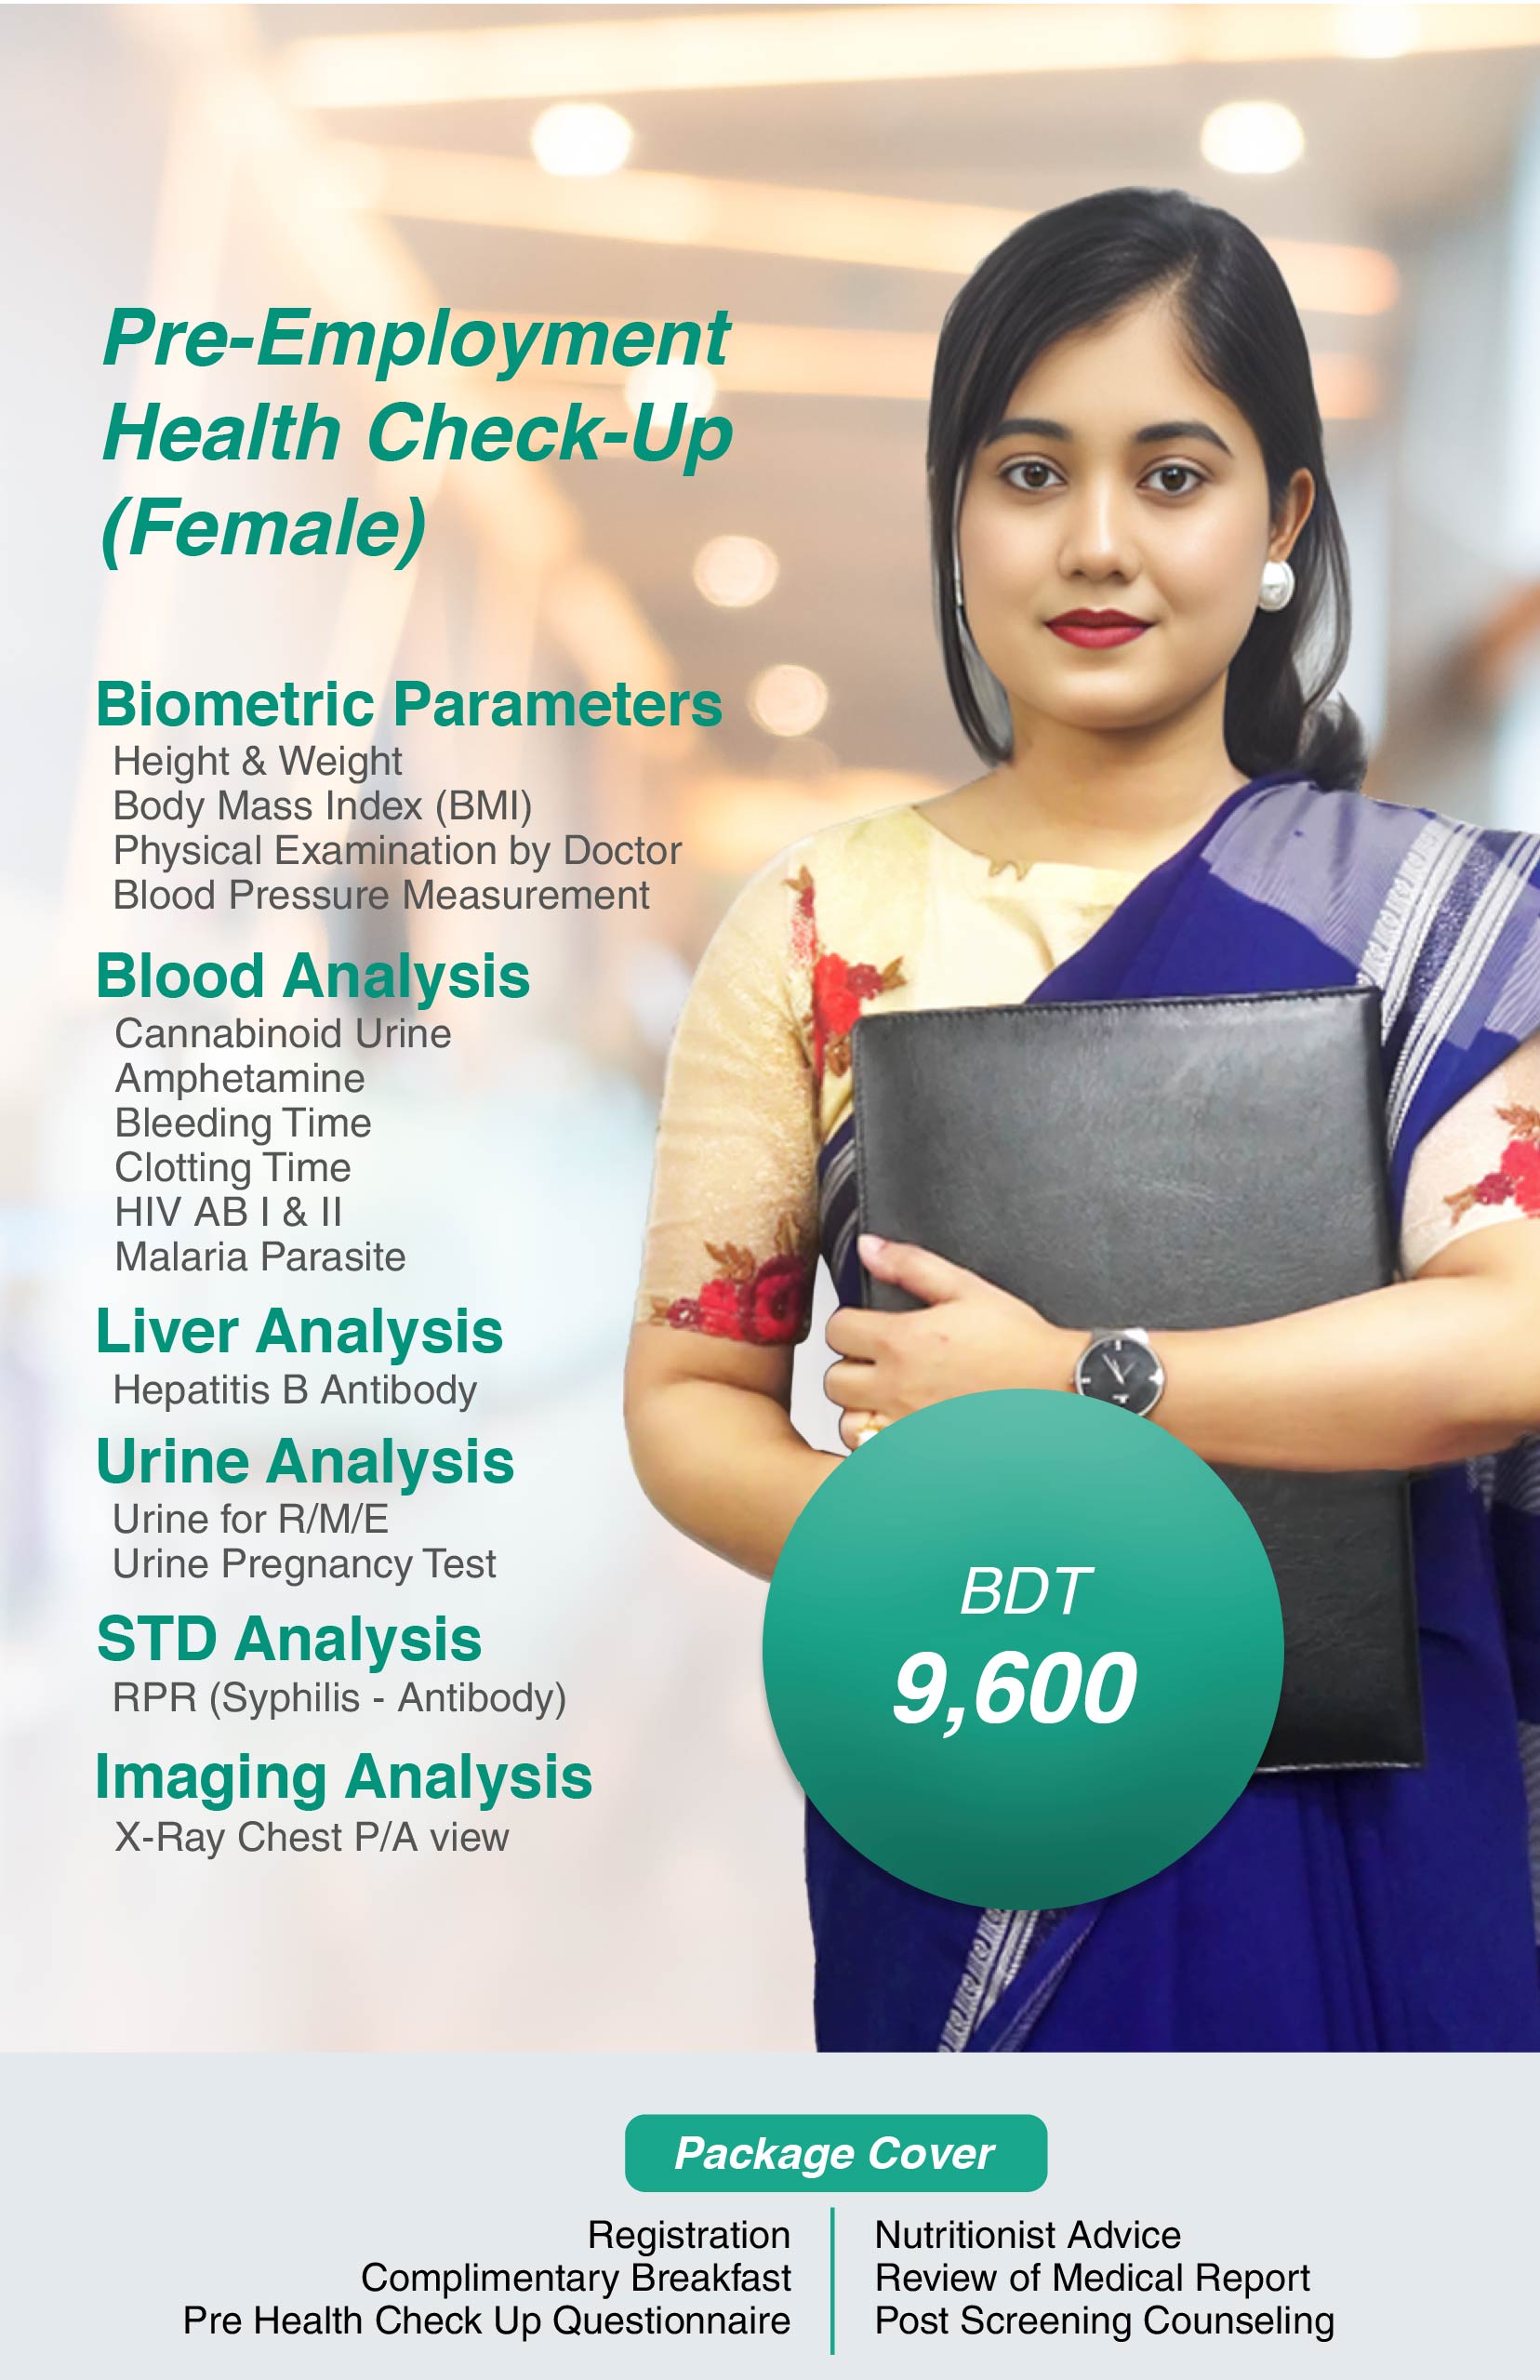 Pre-Employment
Health Check-Up
(Female)
Biometric Parameters
Height & Weight
Body Mass Index (BMI)
Physical Examination by Doctor
Blood Pressure Measurement
Blood Analysis
Cannabinoid Urine
Amphetamine
Bleeding Time
Clotting Time
HIV AB I & II
Malaria Parasite
Liver Analysis
Hepatitis B Antibody
Urine Analysis
Urine for R/M/E
Urine Pregnancy Test
STD Analysis
RPR (Syphilis - Antibody)
Imaging Analysis
X-Ray Chest P/A view
BDT
9,600
Package Cover
Registration
Complimentary Breakfast
Pre Health Check Up Questionnaire
Nutritionist Advice
Review of Medical Report
Post Screening Counseling